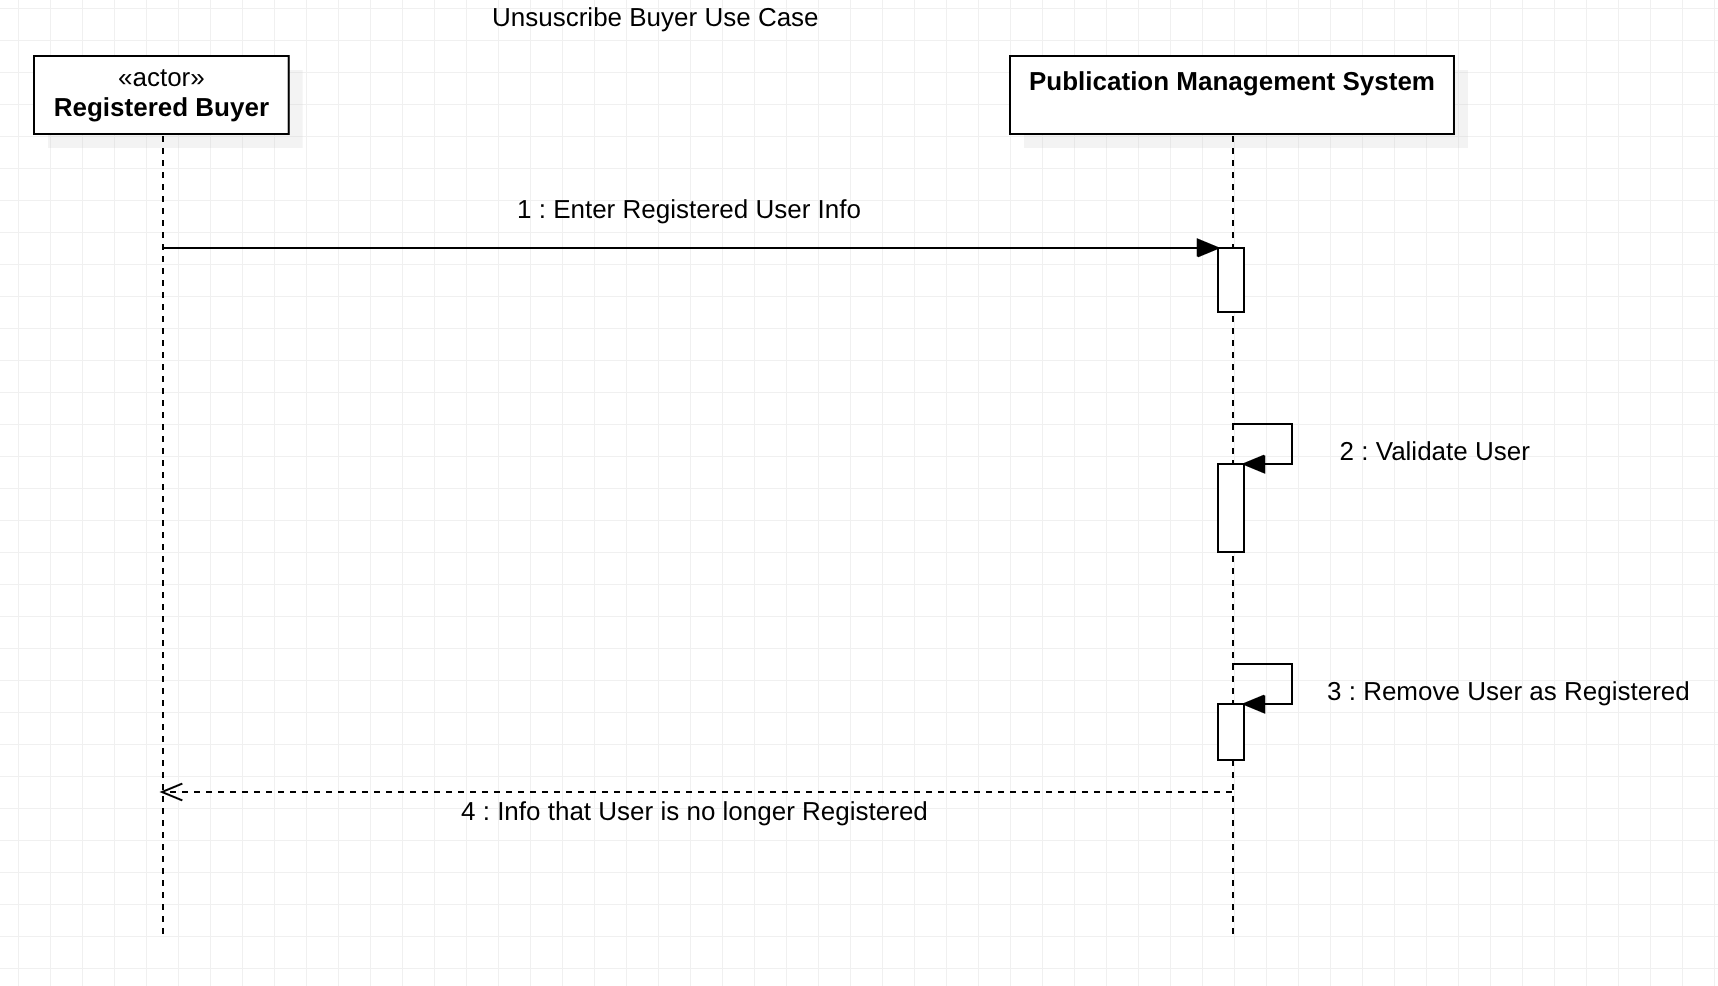 Unsuscribe Buyer Use Case
«actor»
Registered Buyer
Publication Management System
1 : Enter Registered User Info
2 : Validate User
3 : Remove User as Registered
4 : Info that User is no longer Registered